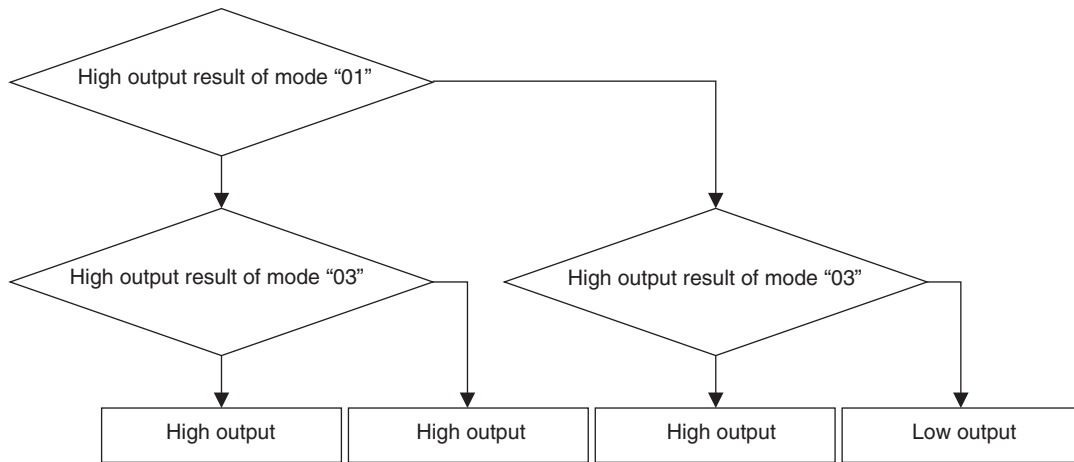 High output result of mode “01”
High output result of mode “03”
High output result of mode “03”
High output
High output
High output
Low output